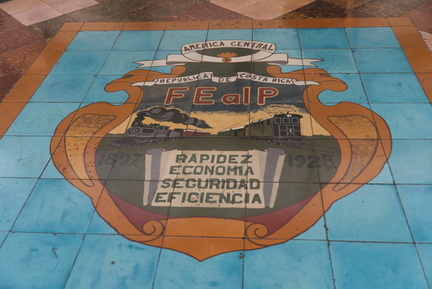 AMERICA CENTRAL
REPUBLICA DE COSTA RICA
FEalP
1897 1928
RAPIDEZ
ECONOMIA
SEGURIDAD
EFICIENCIA